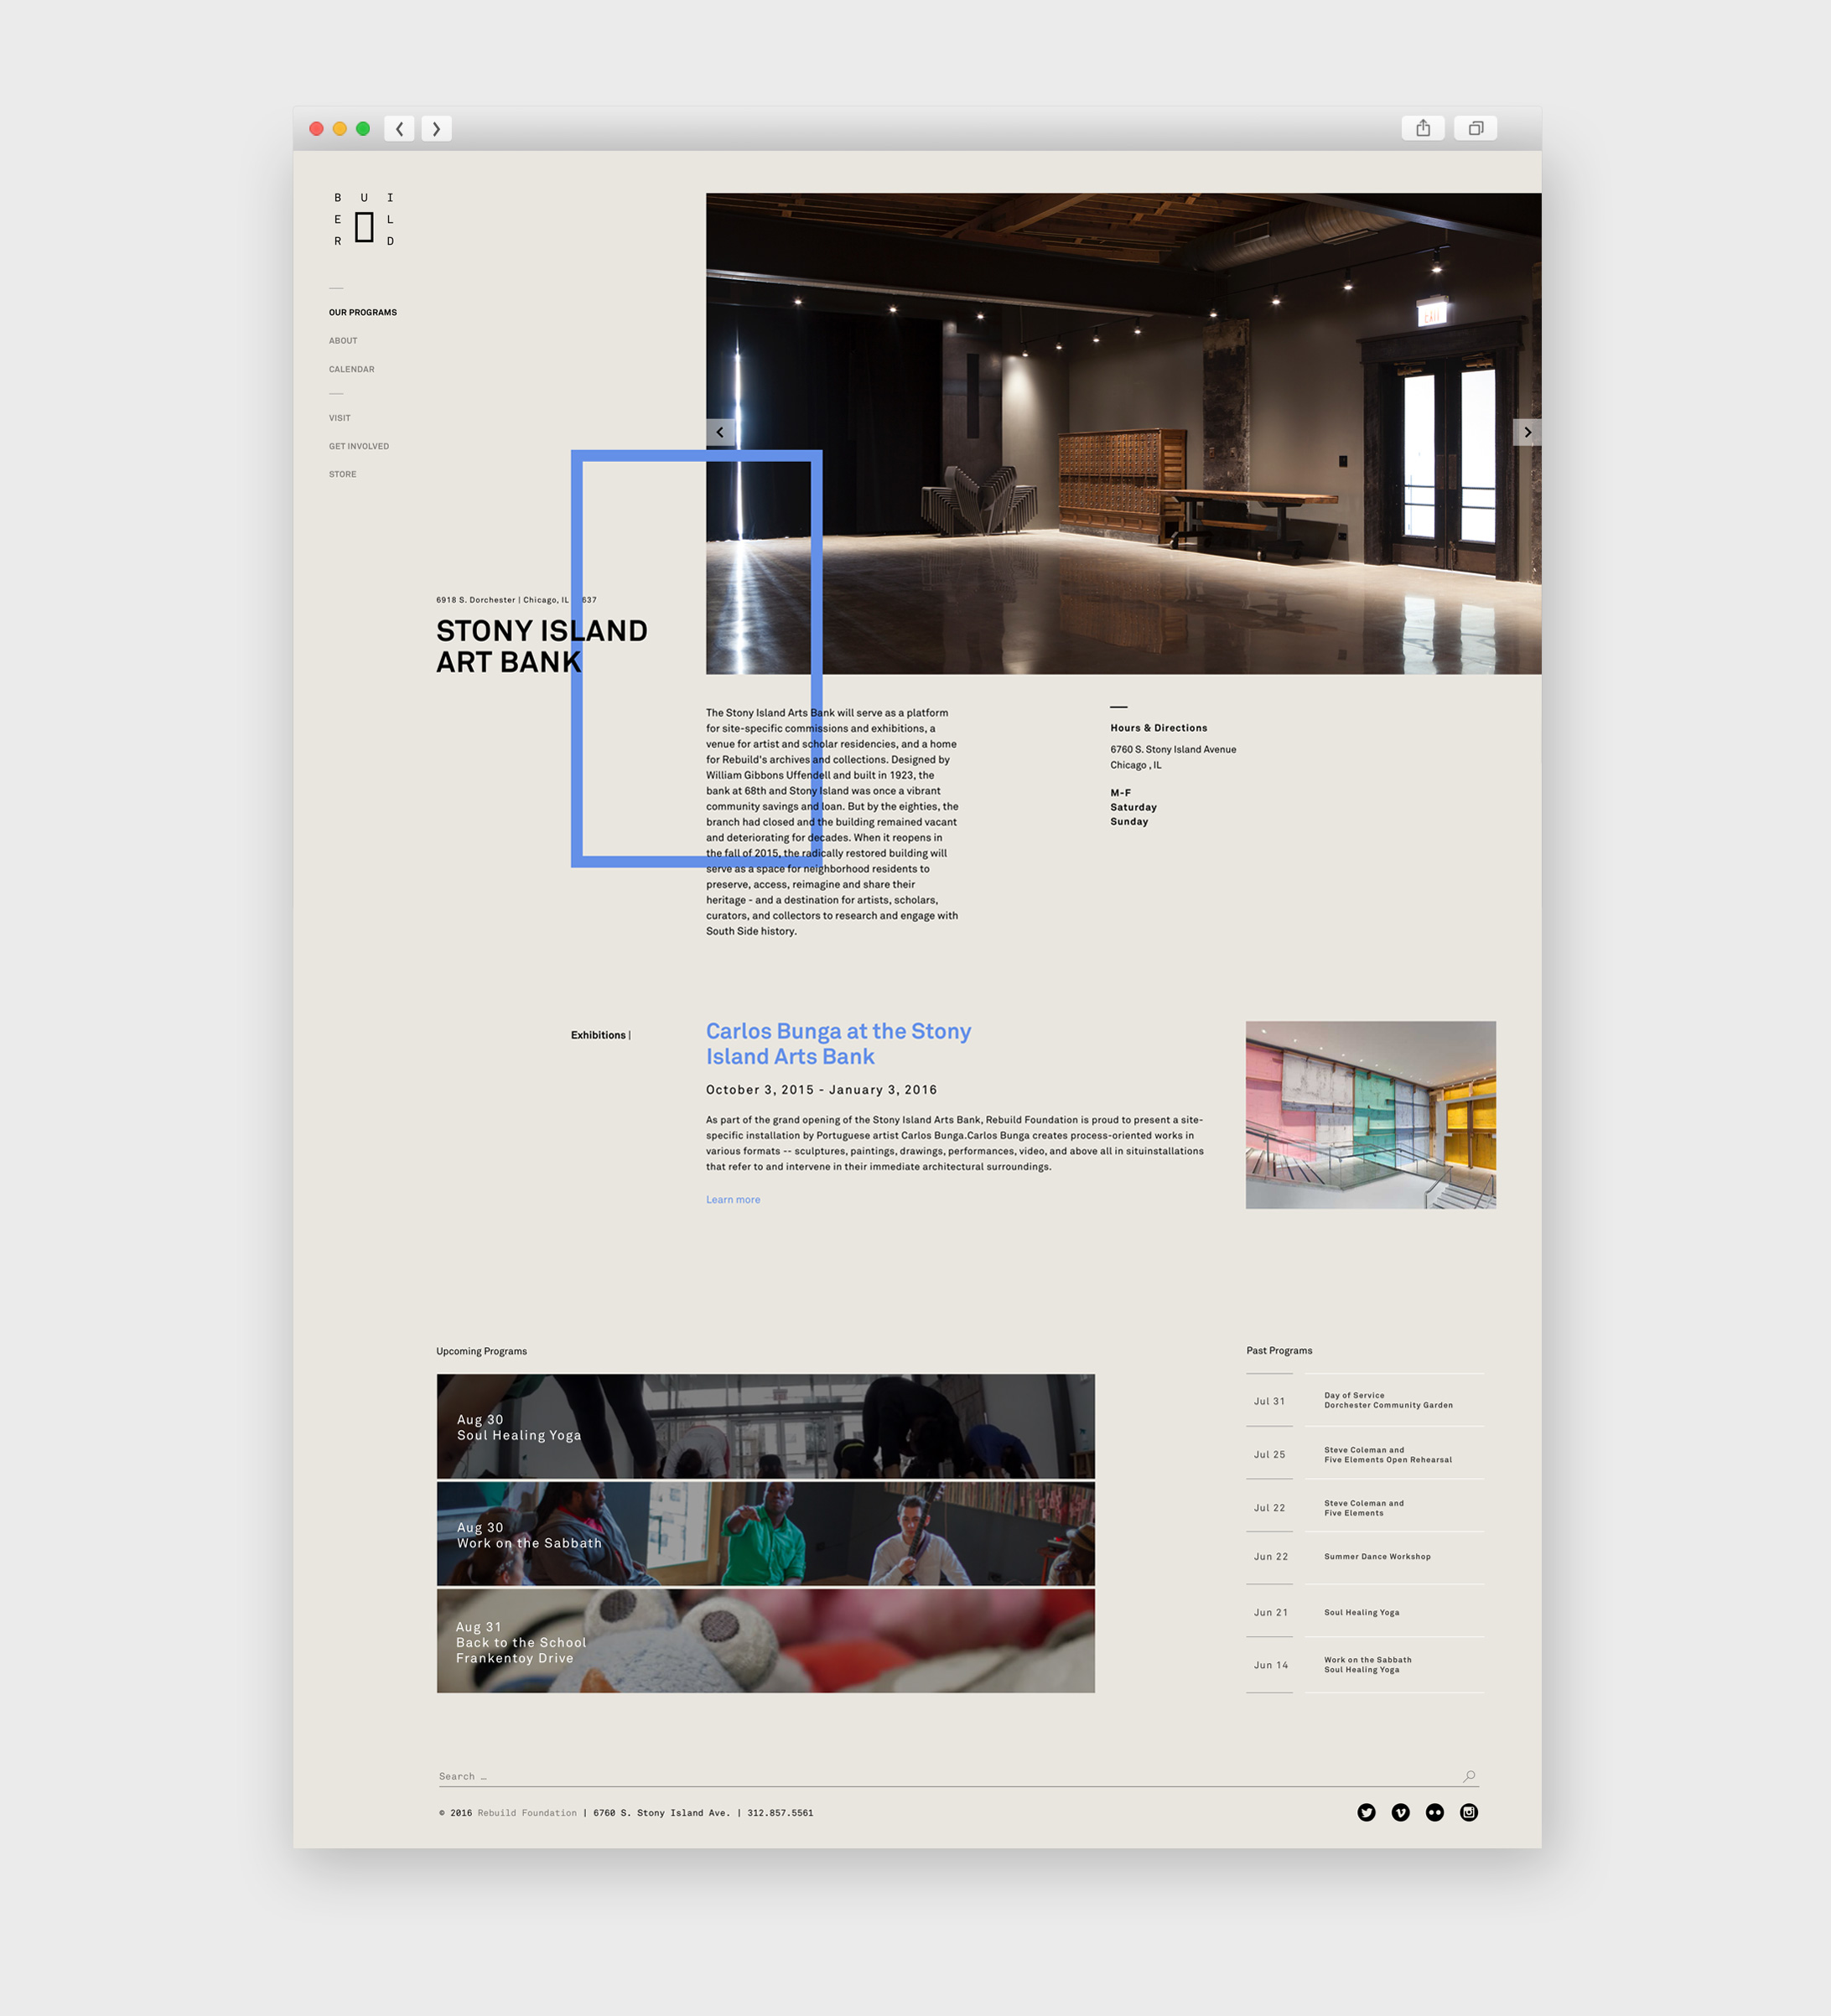 B U I
E L
R D
OUR PROGRAMS
ABOUT
CALENDAR
VISIT
GET INVOLVED
STORE
EXIT
6918 S. Dorchester | Chicago, IL 637
STONY ISLAND
ART BANK
The Stony Island Arts Bank will serve as a platform
for site-specific commissions and exhibitions, a
venue for artist and scholar residencies, and a home
for Rebuild's archives and collections. Designed by
William Gibbons Uffendell and built in 1923, the
bank at 68th and Stony Island was once a vibrant
community savings and loan. But by the eighties, the
branch had closed and the building remained vacant
and deteriorating for decades. When it reopens in
the fall of 2015, the radically restored building will
serve as a space for neighborhood residents to
preserve, access, reimagine and share their
heritage - and a destination for artists, scholars,
curators, and collectors to research and engage with
South Side history.
Hours & Directions
6760 S. Stony Island Avenue
Chicago , IL
M-F
Saturday
Sunday
Exhibitions |
Carlos Bunga at the Stony
Island Arts Bank
October 3, 2015 - January 3, 2016
As part of the grand opening of the Stony Island Arts Bank, Rebuild Foundation is proud to present a site-
specific installation by Portuguese artist Carlos Bunga.Carlos Bunga creates process-oriented works in
various formats -- sculptures, paintings, drawings, performances, video, and above all in situinstallations
that refer to and intervene in their immediate architectural surroundings.
Learn more
Upcoming Programs
Aug 30
Soul Healing Yoga
Aug 30
Work on the Sabbath
Aug 31
Back to the School
Frankentoy Drive
Past Programs
Jul 31
Day of Service
Dorchester Community Garden
Jul 25
Steve Coleman and
Five Elements Open Rehearsal
Jul 22
Steve Coleman and
Five Elements
Jun 22
Summer Dance Workshop
Jun 21
Soul Healing Yoga
Jun 14
Work on the Sabbath
Soul Healing Yoga
Search …
© 2016 Rebuild Foundation | 6760 S. Stony Island Ave. | 312.857.5561